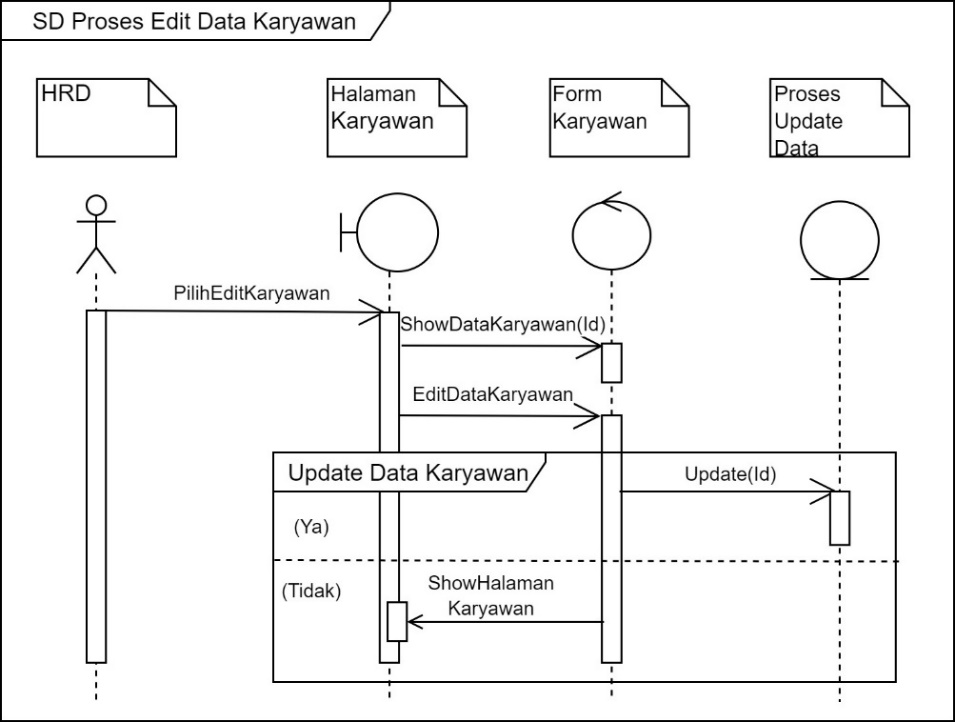 SD Proses Edit Data Karyawan
HRD
Halaman
Karyawan
Form
Karyawan
Proses
Update
Data
PilihEditKaryawan
ShowDataKaryawan(Id)
EditDataKaryawan
Update Data Karyawan
Update(Id)
(Ya)
(Tidak)
ShowHalaman
Karyawan